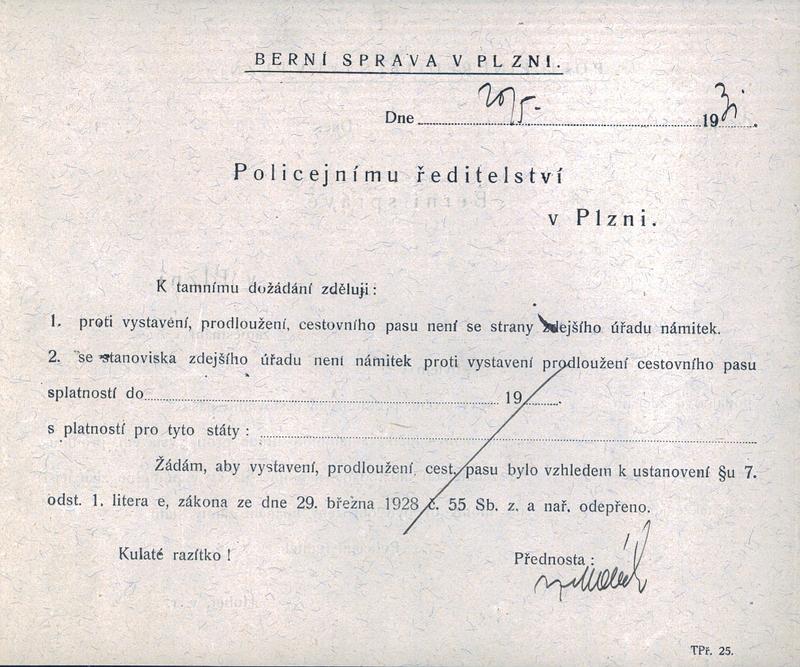 BERNÍ SPRAVA V PLZNI.
Dne 20/5- 193
Policejnímu ředitelství
v Plzni.
K tamnímu dožádání zděluji:
1. proti vystavení, prodloužení, cestovního pasu není se strany zdejšího úřadu námitek.
2. se stanoviska zdejšího úřadu není námitek proti vystavení prodloužení cestovního pasu
splatností do 19 .
s platností pro tyto státy :
Žádám, aby vystavení, prodloužení, cest. pasu bylo vzhledem k ustanovení §u 7.
odst. 1. litera e, zákona ze dne 29. března 1928 č. 55 Sb. z. a nař. odepřeno.
Kulaté razítko !
Přednosta :
TPř. 25.